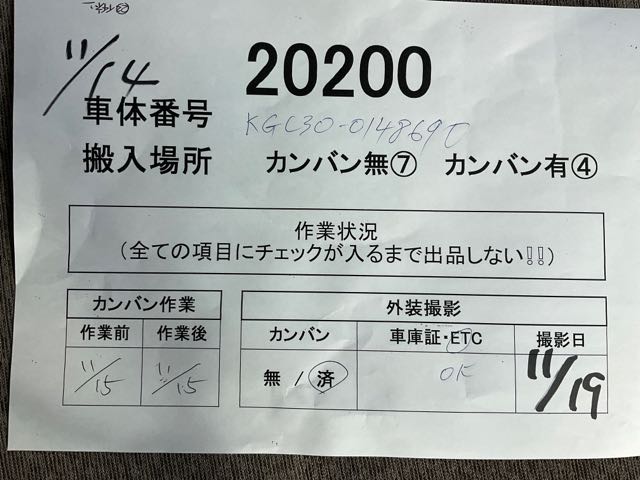 11/14
20200
車体番号 KGC30-0148690
搬入場所 カンバン無⑦ カンバン有④
作業状況
(全ての項目にチェックが入るまで出品しない!!)
カンバン作業
作業前 作業後
11/15 11/15
外装撮影
カンバン 車庫証・ETC 撮影日
無 / 済 OK 11/19